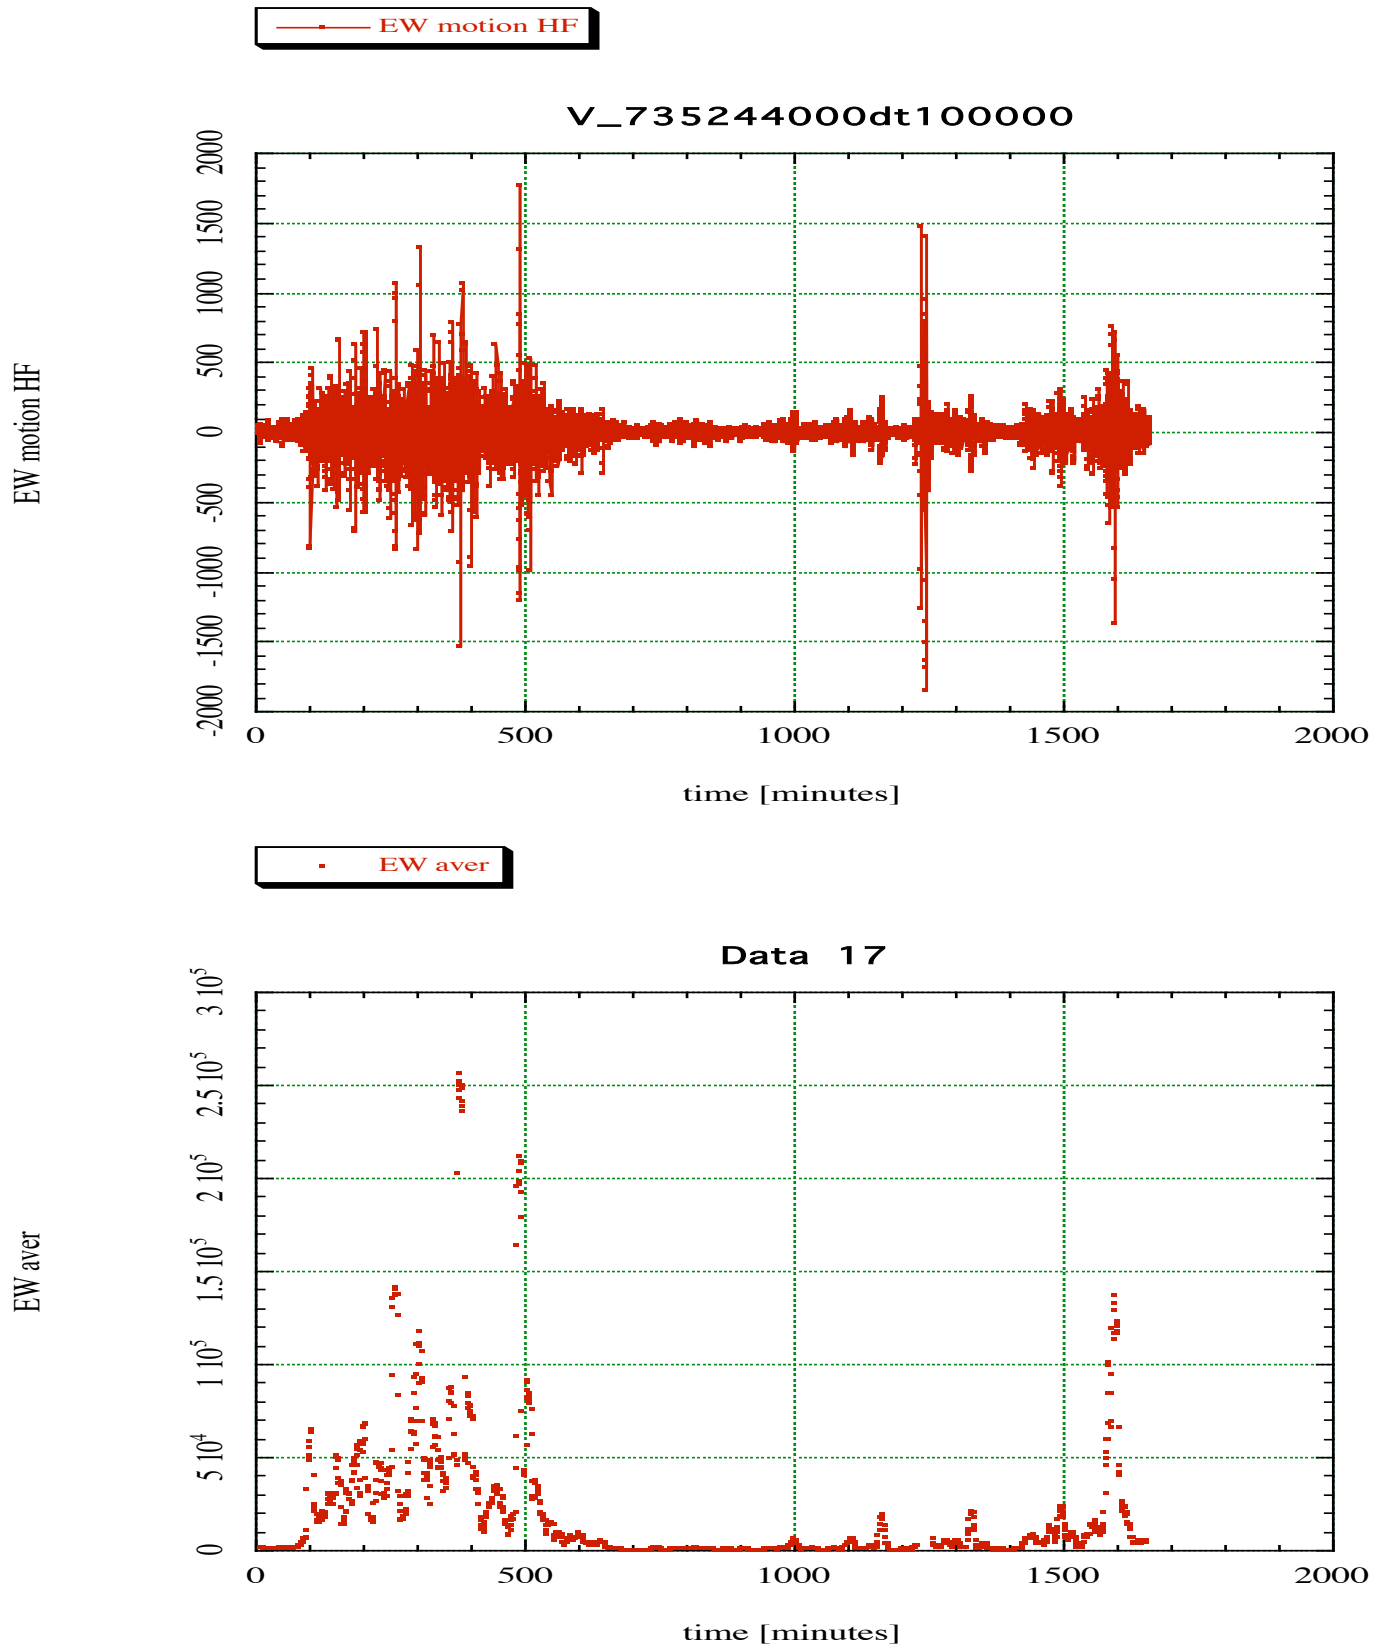 EW motion HF
V_735244000dt100000
2000
1500
1000
500
0
-500
-1000
-1500
-2000
EW motion HF
0 500 1000 1500 2000
time [minutes]
EW aver
Data 17
3 10^5
2.5 10^5
2 10^5
1.5 10^5
1 10^5
5 10^4
0
EW aver
0 500 1000 1500 2000
time [minutes]